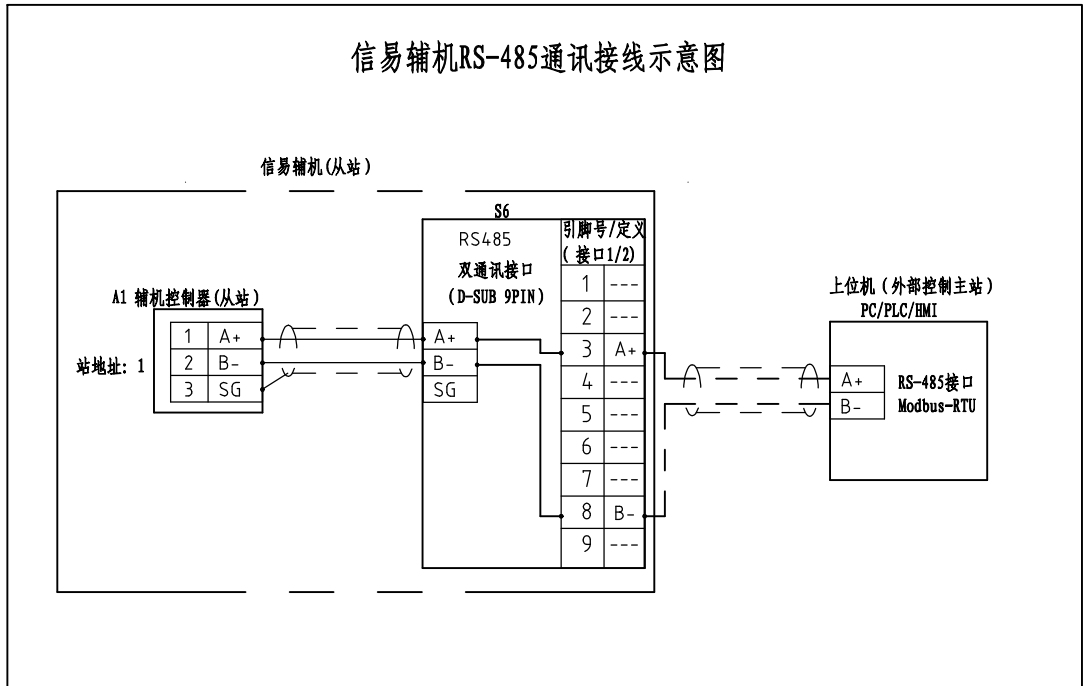 信易辅机RS-485通讯接线示意图
信易辅机(从站)
S6
RS485
双通讯接口
(D-SUB 9PIN)
引脚号/定义
(接口1/2)
1 ---
2 ---
3 A+
4 ---
5 ---
6 ---
7 ---
8 B-
9 ---
A1 辅机控制器(从站)
站地址: 1
1 A+
2 B-
3 SG
A+
B-
SG
上位机(外部控制主站)
PC/PLC/HMI
A+
B-
RS-485接口
Modbus-RTU